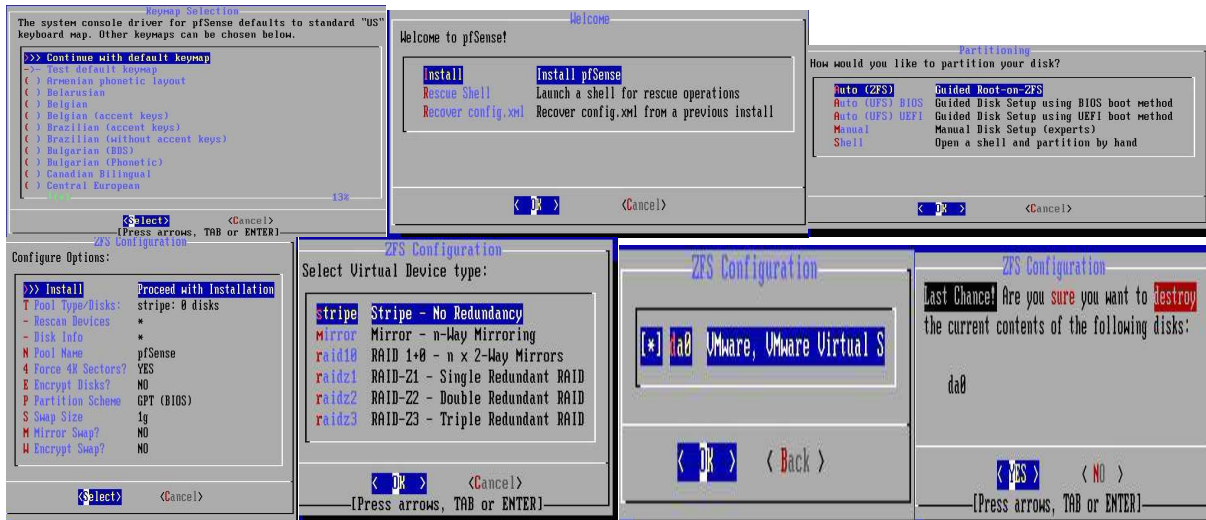 Keymap Selection
The system console driver for pfSense defaults to standard "US"
keyboard map. Other keymaps can be chosen below.
>>> Continue with default keymap
->- Test default keymap
( ) Armenian phonetic layout
( ) Belarusian
( ) Belgian
( ) Belgian (accent keys)
( ) Brazilian (accent keys)
( ) Brazilian (without accent keys)
( ) Bulgarian (BDS)
( ) Bulgarian (Phonetic)
( ) Canadian Bilingual
( ) Central European
13%
<Select> <Cancel>
[Press arrows, TAB or ENTER]
Welcome
Welcome to pfSense!
Install Install pfSense
Rescue Shell Launch a shell for rescue operations
Recover config.xml Recover config.xml from a previous install
< OK > <Cancel>
Partitioning
How would you like to partition your disk?
Auto (ZFS) Guided Root-on-ZFS
Auto (UFS) BIOS Guided Disk Setup using BIOS boot method
Auto (UFS) UEFI Guided Disk Setup using UEFI boot method
Manual Manual Disk Setup (experts)
Shell Open a shell and partition by hand
< OK > <Cancel>
ZFS Configuration
Configure Options:
>>> Install Proceed with Installation
T Pool Type/Disks: stripe: 0 disks
- Rescan Devices *
- Disk Info *
N Pool Name pfSense
4 Force 4K Sectors? YES
E Encrypt Disks? NO
P Partition Scheme GPT (BIOS)
S Swap Size 1g
M Mirror Swap? NO
W Encrypt Swap? NO
<Select> <Cancel>
ZFS Configuration
Select Virtual Device type:
stripe Stripe - No Redundancy
mirror Mirror - n-Way Mirroring
raid10 RAID 1+0 - n x 2-Way Mirrors
raidz1 RAID-Z1 - Single Redundant RAID
raidz2 RAID-Z2 - Double Redundant RAID
raidz3 RAID-Z3 - Triple Redundant RAID
< OK > <Cancel>
[Press arrows, TAB or ENTER]
ZFS Configuration
[*] da0 VMware, VMware Virtual S
< OK > < Back >
ZFS Configuration
Last Chance! Are you sure you want to destroy
the current contents of the following disks:
da0
< YES > < NO >
[Press arrows, TAB or ENTER]